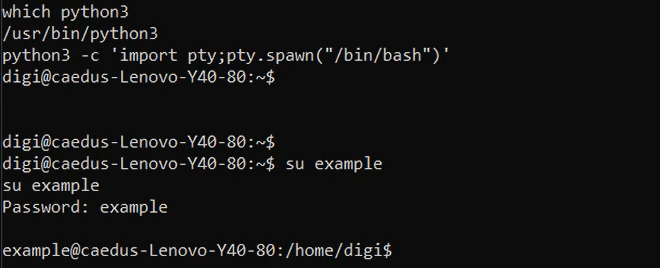 which python3
/usr/bin/python3
python3 -c 'import pty;pty.spawn("/bin/bash")'
digi@caedus-Lenovo-Y40-80:~$
digi@caedus-Lenovo-Y40-80:~$
digi@caedus-Lenovo-Y40-80:~$ su example
su example
Password: example
example@caedus-Lenovo-Y40-80:/home/digi$